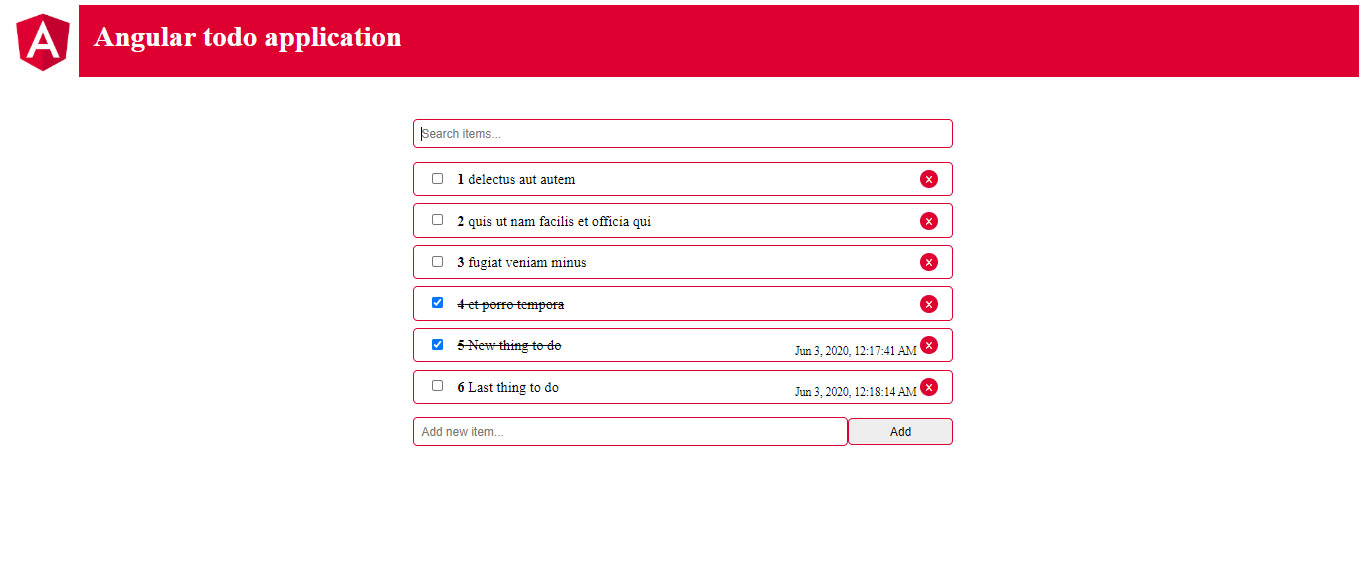 Angular todo application
Search items...
1 delectus aut autem x
2 quis ut nam facilis et officia qui x
3 fugiat veniam minus x
4 et porro tempora x
5 New thing to do Jun 3, 2020, 12:17:41 AM x
6 Last thing to do Jun 3, 2020, 12:18:14 AM x
Add new item... Add